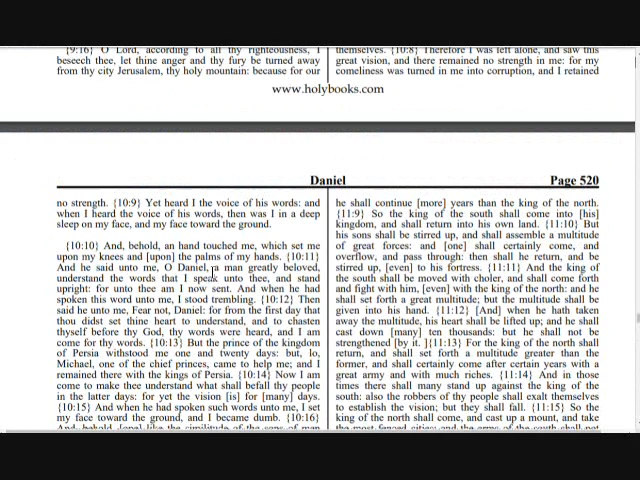 {9:16} O Lord, according to all thy righteousness, I
beseech thee, let thine anger and thy fury be turned away
from thy city Jerusalem, thy holy mountain: because for our
themselves. {10:8} Therefore I was left alone, and saw this
great vision, and there remained no strength in me: for my
comeliness was turned in me into corruption, and I retained
www.holybooks.com
Daniel
Page 520
no strength. {10:9} Yet heard I the voice of his words: and
when I heard the voice of his words, then was I in a deep
sleep on my face, and my face toward the ground.
{10:10} And, behold, an hand touched me, which set me
upon my knees and [upon] the palms of my hands. {10:11}
And he said unto me, O Daniel, a man greatly beloved,
understand the words that I speak unto thee, and stand
upright: for unto thee am I now sent. And when he had
spoken this word unto me, I stood trembling. {10:12} Then
said he unto me, Fear not, Daniel: for from the first day that
thou didst set thine heart to understand, and to chasten
thyself before thy God, thy words were heard, and I am
come for thy words. {10:13} But the prince of the kingdom
of Persia withstood me one and twenty days: but, lo,
Michael, one of the chief princes, came to help me; and I
remained there with the kings of Persia. {10:14} Now I am
come to make thee understand what shall befall thy people
in the latter days: for yet the vision [is] for [many] days.
{10:15} And when he had spoken such words unto me, I set
my face toward the ground, and I became dumb. {10:16}
And, behold, [one] like the similitude of the sons of men
he shall continue [more] years than the king of the north.
{11:9} So the king of the south shall come into [his]
kingdom, and shall return into his own land. {11:10} But
his sons shall be stirred up, and shall assemble a multitude
of great forces: and [one] shall certainly come, and
overflow, and pass through: then shall he return, and be
stirred up, [even] to his fortress. {11:11} And the king of
the south shall be moved with choler, and shall come forth
and fight with him, [even] with the king of the north: and he
shall set forth a great multitude; but the multitude shall be
given into his hand. {11:12} [And] when he hath taken
away the multitude, his heart shall be lifted up; and he shall
cast down [many] ten thousands: but he shall not be
strengthened [by it. ]{11:13} For the king of the north shall
return, and shall set forth a multitude greater than the
former, and shall certainly come after certain years with a
great army and with much riches. {11:14} And in those
times there shall many stand up against the king of the
south: also the robbers of thy people shall exalt themselves
to establish the vision; but they shall fall. {11:15} So the
king of the north shall come, and cast up a mount, and take
the most fenced cities: and the arms of the south shall not